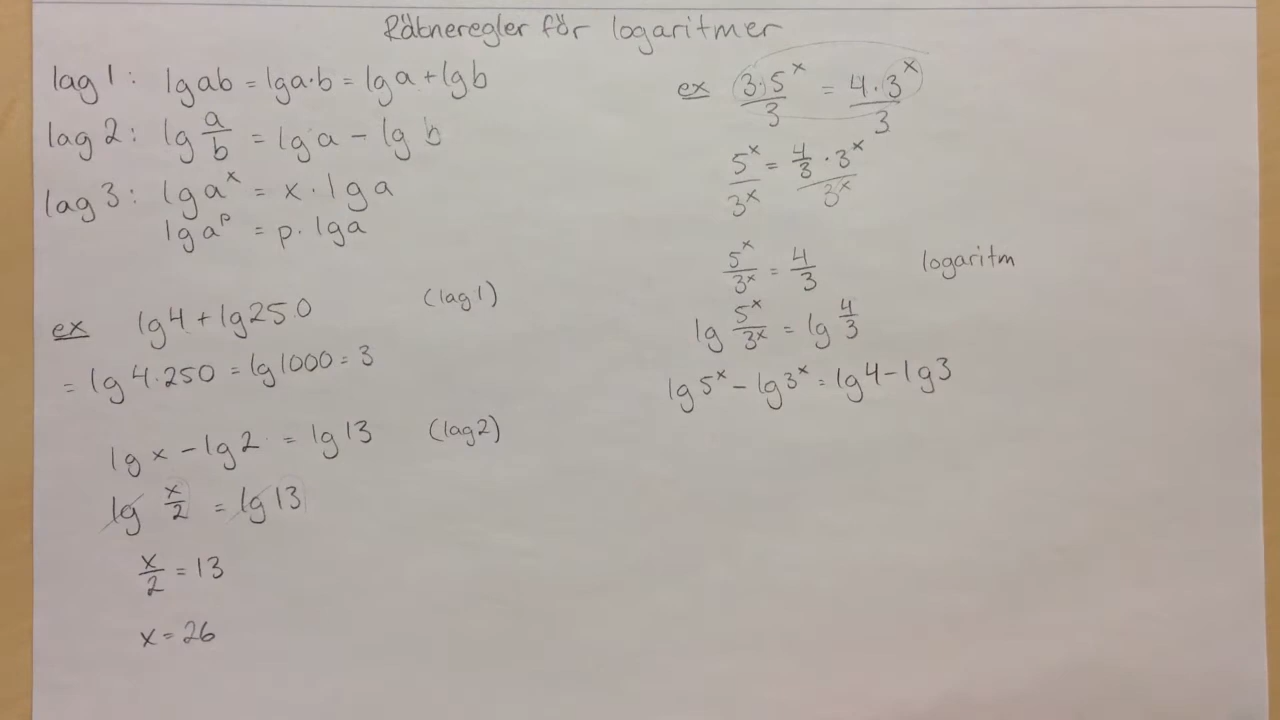 Räkneregler för logaritmer
lag 1: lg ab = lg a·b = lg a + lg b
lag 2: lg a/b = lg a - lg b
lag 3: lg a^x = x · lg a
lg a^p = p · lg a
ex lg 4 + lg 250 (lag 1)
= lg 4·250 = lg 1000 = 3
lg x - lg 2 = lg 13 (lag 2)
lg x/2 = lg 13
x/2 = 13
x = 26
ex 3·5^x/3 = 4·3^x/3
5^x/3^x = 4/3 · 3^x/3^x
5^x/3^x = 4/3 logaritm
lg 5^x/3^x = lg 4/3
lg 5^x - lg 3^x = lg 4 - lg 3